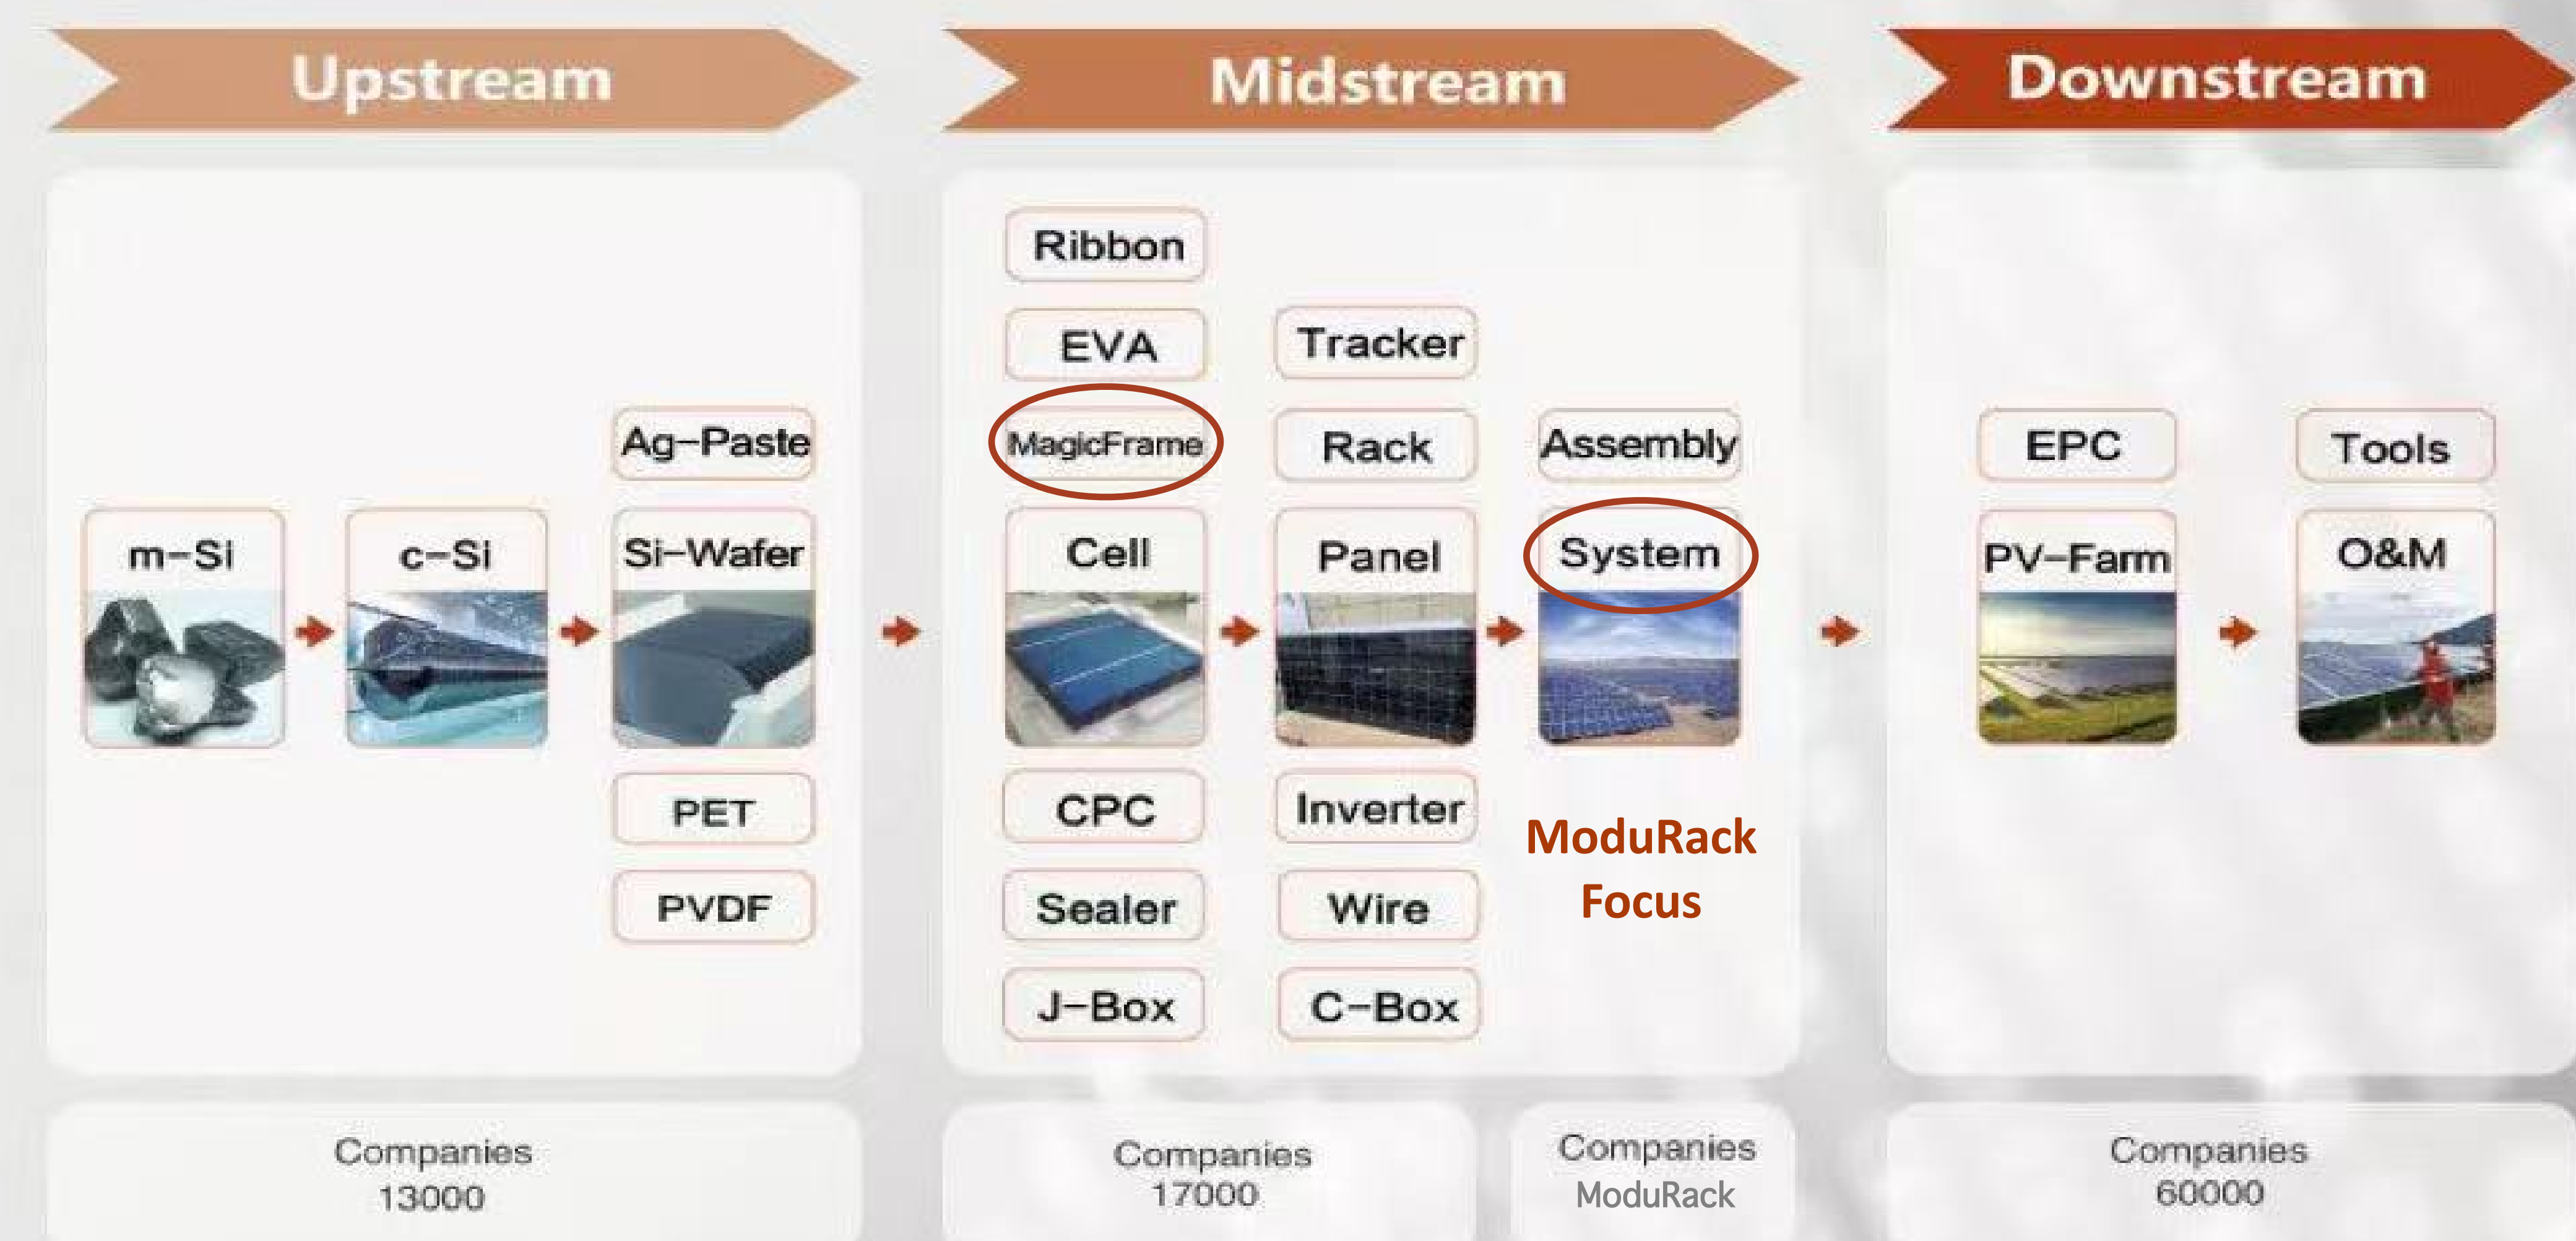 Upstream
Midstream
Downstream
Ag-Paste
m-Si
c-Si
Si-Wafer
PET
PVDF
Ribbon
EVA
MagicFrame
Cell
CPC
Sealer
J-Box
Tracker
Rack
Panel
Inverter
Wire
C-Box
Assembly
System
ModuRack
Focus
EPC
PV-Farm
Tools
O&M
Companies
13000
Companies
17000
Companies
ModuRack
Companies
60000